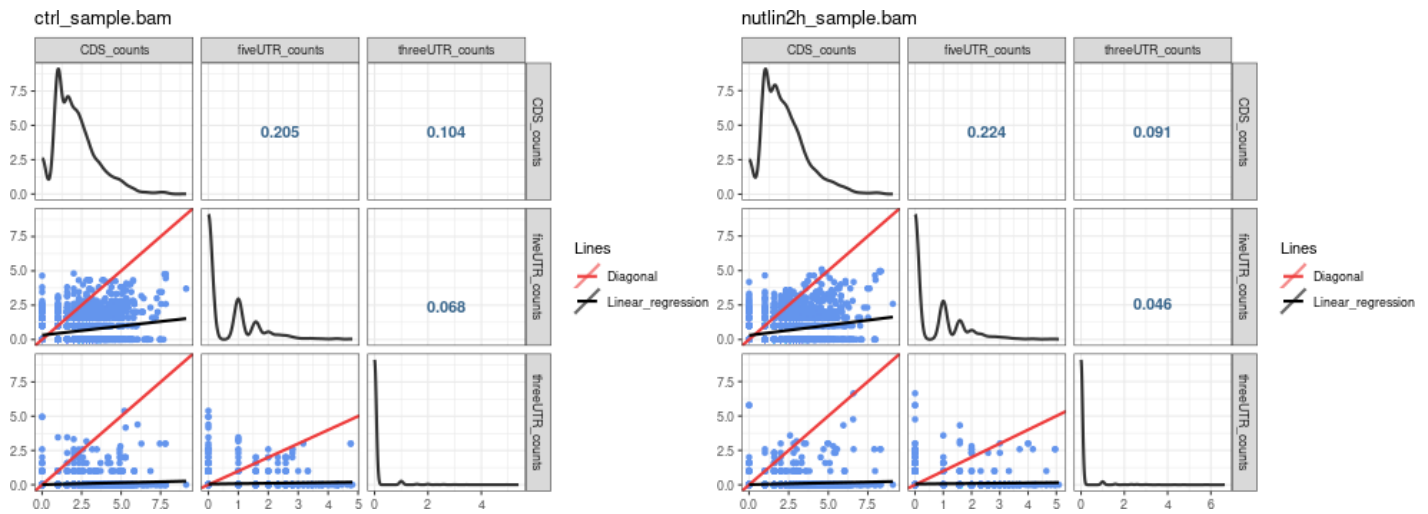 ctrl_sample.bam
CDS_counts fiveUTR_counts threeUTR_counts
7.5
5.0
2.5
0.0
0.205 0.104
CDS_counts
7.5
5.0
2.5
0.0
0.068
fiveUTR_counts
7.5
5.0
2.5
0.0
threeUTR_counts
0.0 2.5 5.0 7.5 0 1 2 3 4 5 0 2 4
Lines
Diagonal
Linear_regression
nutlin2h_sample.bam
CDS_counts fiveUTR_counts threeUTR_counts
7.5
5.0
2.5
0.0
0.224 0.091
CDS_counts
7.5
5.0
2.5
0.0
0.046
fiveUTR_counts
7.5
5.0
2.5
0.0
threeUTR_counts
0.0 2.5 5.0 7.5 0 1 2 3 4 5 0 2 4 6
Lines
Diagonal
Linear_regression